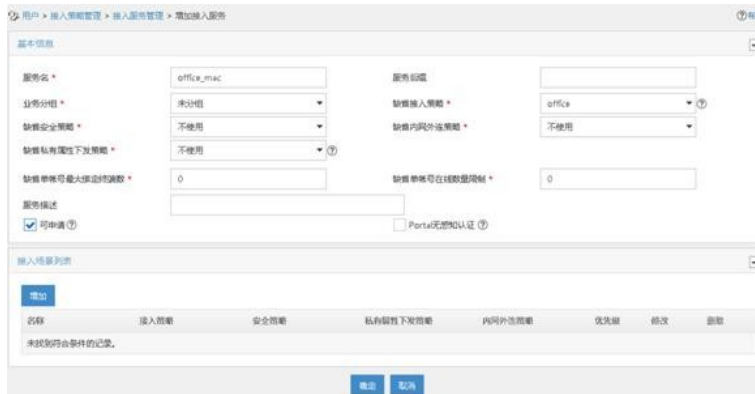 用户 > 接入策略管理 > 接入服务管理 > 增加接入服务
基本信息
服务名 * office_mac 服务后缀
业务分组 * 未分组 缺省接入策略 * office
缺省安全策略 * 不使用 缺省内网外连策略 * 不使用
缺省私有属性下发策略 * 不使用
缺省单帐号最大绑定终端数 * 0 缺省单帐号在线数量限制 * 0
服务描述
可申请 Portal无感知认证
接入场景列表
增加
名称 接入策略 安全策略 私有属性下发策略 内网外连策略 优先级 修改 删除
未找到符合条件的记录。
确定 取消